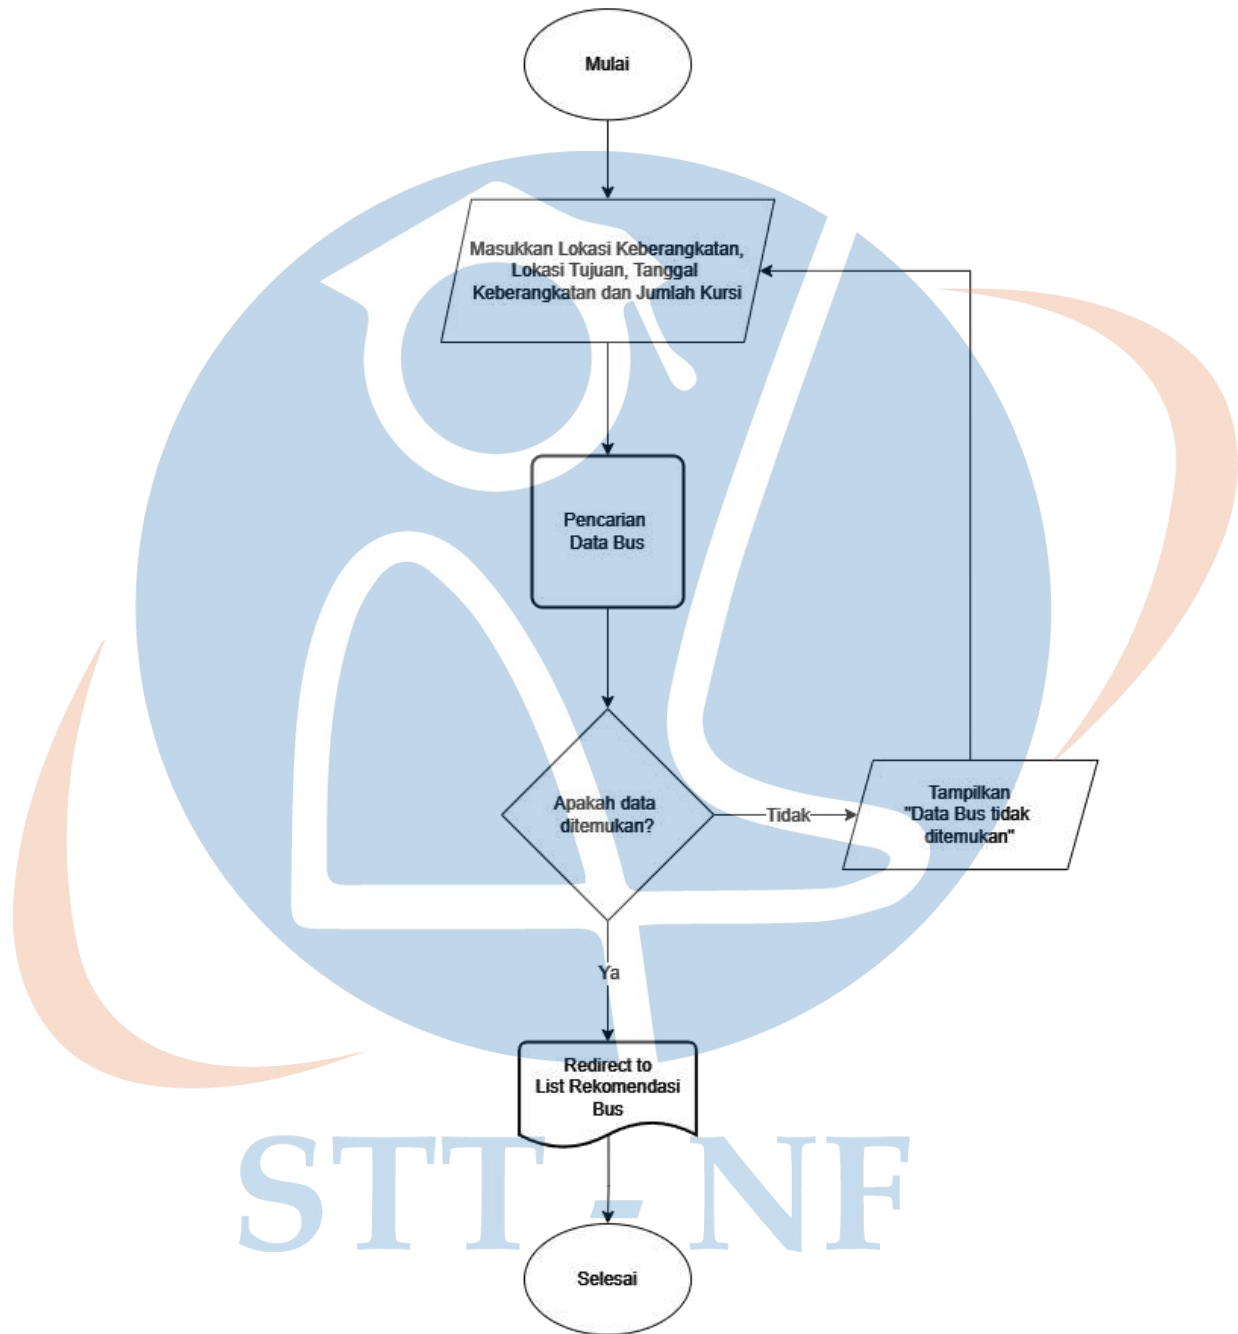 Mulai
Masukkan Lokasi Keberangkatan,
Lokasi Tujuan, Tanggal
Keberangkatan dan Jumlah Kursi
Pencarian
Data Bus
Apakah data
ditemukan?
Tidak
Tampilkan
"Data Bus tidak
ditemukan"
Ya
Redirect to
List Rekomendasi
Bus
STT - NF
Selesai